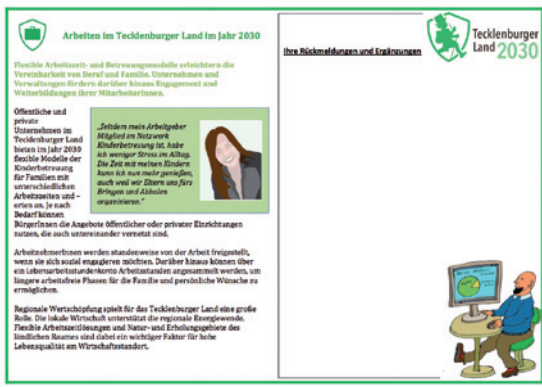 Arbeiten im Tecklenburger Land im Jahr 2030
Flexible Arbeitszeit- und Betreuungsmodelle erleichtern die
Vereinbarkeit von Beruf und Familie. Unternehmen und
Verwaltungen fördern darüber hinaus Engagement und
Weiterbildungen ihrer MitarbeiterInnen.
Öffentliche und
private
Unternehmen im
Tecklenburger Land
bieten im Jahr 2030
flexible Modelle der
Kinderbetreuung
für Familien mit
unterschiedlichen
Arbeitszeiten und –
orten an. Je nach
Bedarf können
BürgerInnen die Angebote öffentlicher oder privater Einrichtungen
nutzen, die auch untereinander vernetzt sind.
„Seitdem mein Arbeitgeber
Mitglied im Netzwerk
Kinderbetreuung ist, habe
ich weniger Stress im Alltag.
Die Zeit mit meinen Kindern
kann ich nun mehr genießen,
auch weil wir Eltern uns fürs
Bringen und Abholen
organisieren."
ArbeitnehmerInnen werden stundenweise von der Arbeit freigestellt,
wenn sie sich sozial engagieren möchten. Darüber hinaus können über
ein Lebensarbeitsstundenkonto Arbeitsstunden angesammelt werden, um
längere arbeitsfreie Phasen für die Familie und persönliche Wünsche zu
ermöglichen.
Regionale Wertschöpfung spielt für das Tecklenburger Land eine große
Rolle. Die lokale Wirtschaft unterstützt die regionale Energiewende.
Flexible Arbeitszeitlösungen und Natur- und Erholungsgebiete des
ländlichen Raumes sind dabei ein wichtiger Faktor für hohe
Lebensqualität am Wirtschaftsstandort.
Ihre Rückmeldungen und Ergänzungen
Tecklenburger
Land 2030